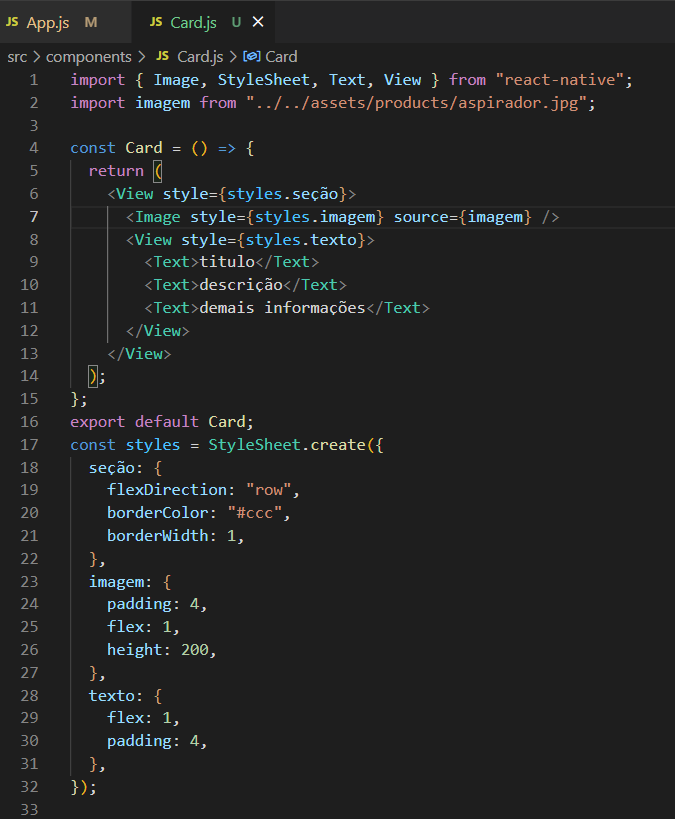 JS App.js M JS Card.js U ×
src > components > JS Card.js > Card
1 import { Image, StyleSheet, Text, View } from "react-native";
2 import imagem from "../../assets/products/aspirador.jpg";
3
4 const Card = () => {
5   return (
6     <View style={styles.seção}>
7       <Image style={styles.imagem} source={imagem} />
8       <View style={styles.texto}>
9         <Text>titulo</Text>
10         <Text>descrição</Text>
11         <Text>demais informações</Text>
12       </View>
13     </View>
14   );
15 };
16 export default Card;
17 const styles = StyleSheet.create({
18   seção: {
19     flexDirection: "row",
20     borderColor: "#ccc",
21     borderWidth: 1,
22   },
23   imagem: {
24     padding: 4,
25     flex: 1,
26     height: 200,
27   },
28   texto: {
29     flex: 1,
30     padding: 4,
31   },
32 });
33